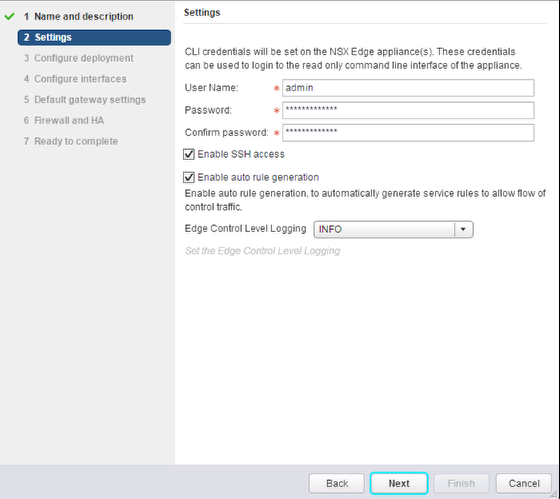 1 Name and description
2 Settings
3 Configure deployment
4 Configure interfaces
5 Default gateway settings
6 Firewall and HA
7 Ready to complete
Settings
CLI credentials will be set on the NSX Edge appliance(s). These credentials
can be used to login to the read only command line interface of the appliance.
User Name: * admin
Password: * *************
Confirm password: * *************
Enable SSH access
Enable auto rule generation
Enable auto rule generation, to automatically generate service rules to allow flow of
control traffic.
Edge Control Level Logging INFO
Set the Edge Control Level Logging
Back Next Finish Cancel